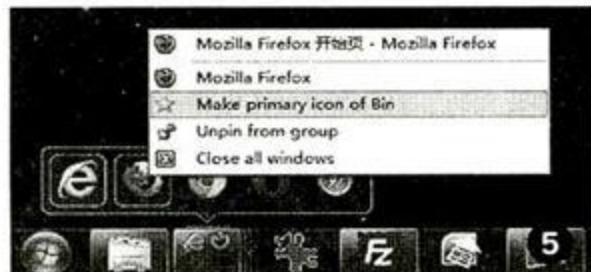 Mozilla Firefox 开始页 - Mozilla Firefox
Mozilla Firefox
Make primary icon of Bin
Unpin from group
Close all windows
Fz
5